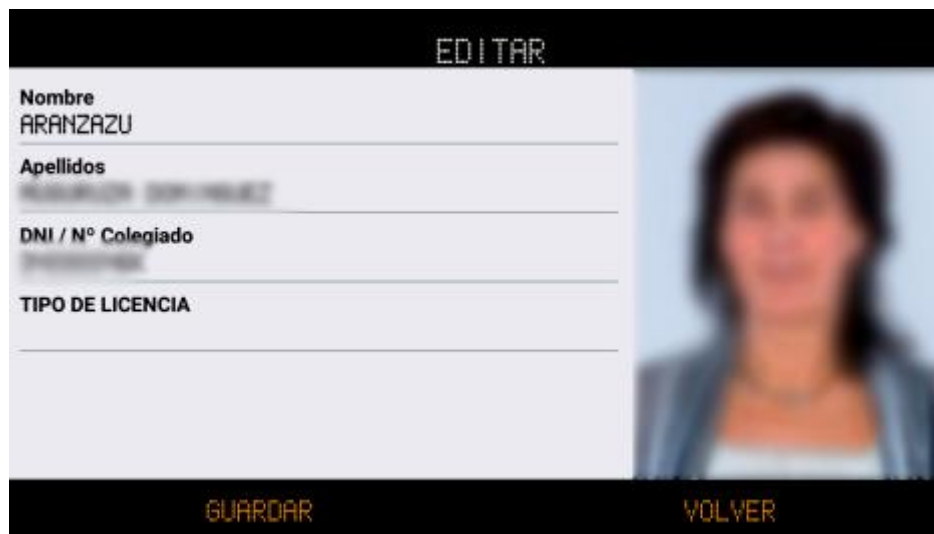 EDITAR
Nombre
ARANZAZU
Apellidos
DNI / Nº Colegiado
TIPO DE LICENCIA
GUARDAR
VOLVER